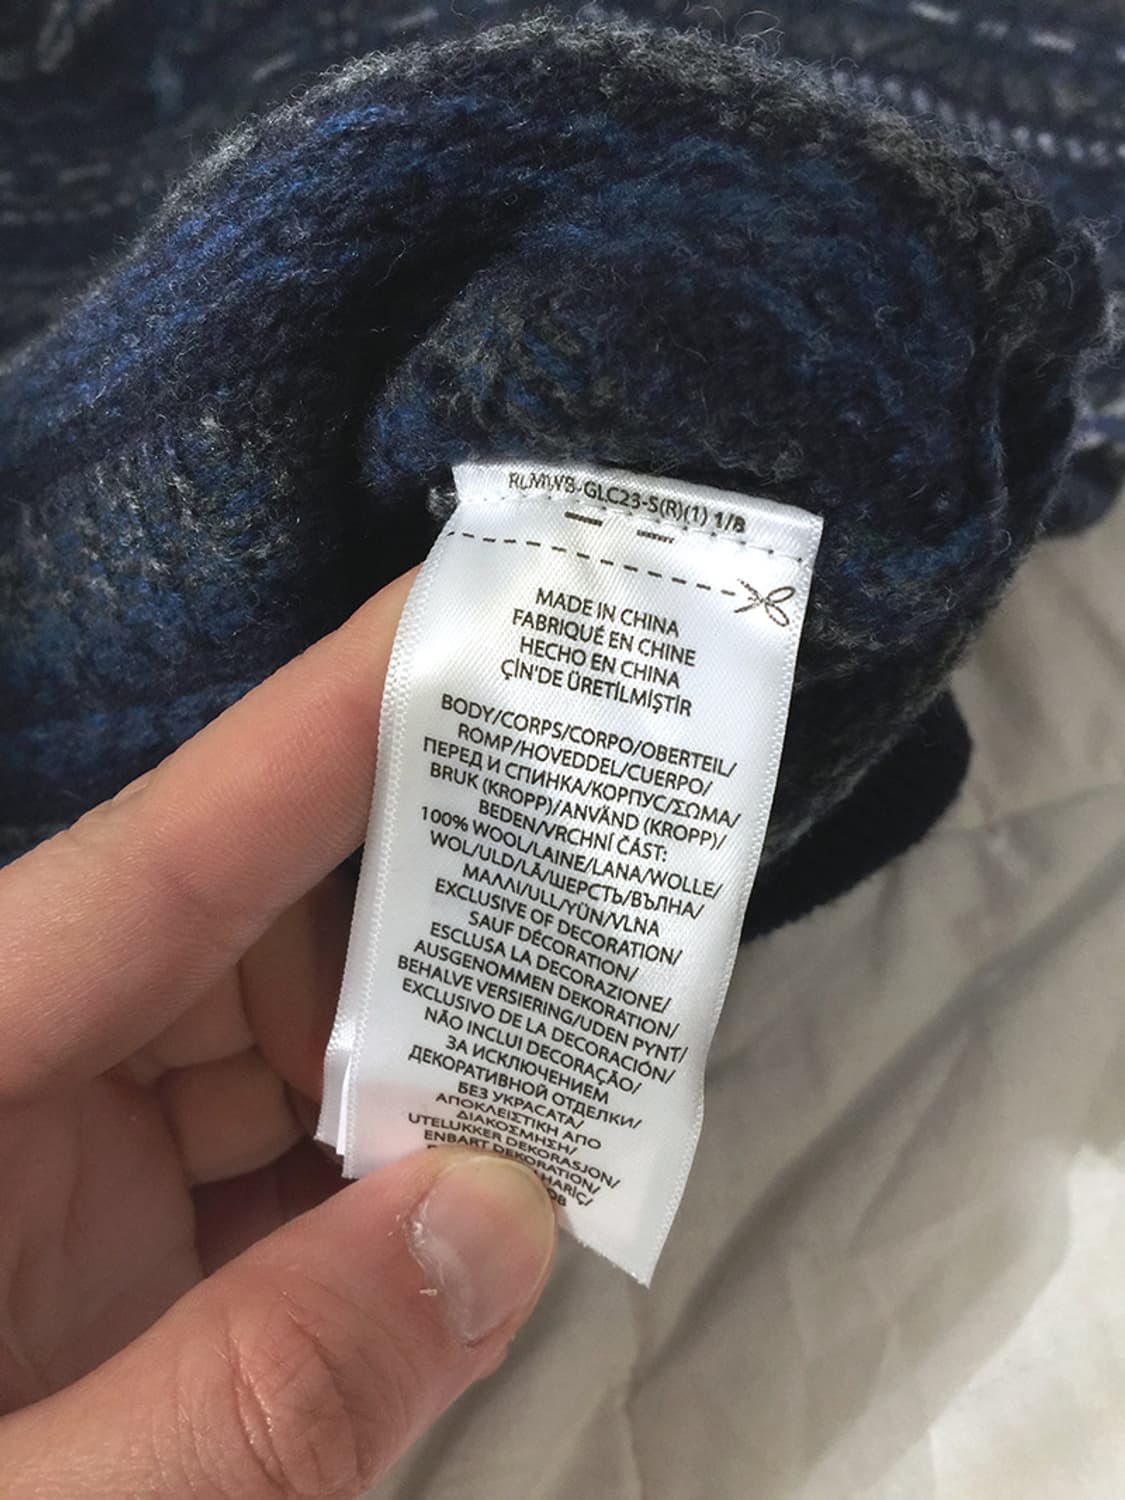 RLMWB-GLC23-S(R)(1) 1/8
MADE IN CHINA
FABRIQUÉ EN CHINE
HECHO EN CHINA
ÇİN'DE ÜRETİLMİŞTİR
BODY/CORPS/CORPO/OBERTEIL/
ROMP/HOVEDDEL/CUERPO/
ПЕРЕД И СПИНКА/КОРПУС/ΣΩΜΑ/
BRUK (KROPP)/ANVÄND (KROPP)/
BEDEN/VRCHNÍ ČÁST:
100% WOOL/LAINE/LANA/WOLLE/
WOL/ULD/LÃ/ШЕРСТЬ/ВЪЛНА/
ΜΑΛΛΙ/ULL/YÜN/VLNA
EXCLUSIVE OF DECORATION/
SAUF DÉCORATION/
ESCLUSA LA DECORAZIONE/
AUSGENOMMEN DEKORATION/
BEHALVE VERSIERING/UDEN PYNT/
EXCLUSIVO DE LA DECORACIÓN/
NÃO INCLUI DECORAÇÃO/
ЗА ИСКЛЮЧЕНИЕМ
ДЕКОРАТИВНОЙ ОТДЕЛКИ/
БЕЗ УКРАСАТА/
ΑΠΟΚΛΕΙΣΤΙΚΗ ΑΠΟ
ΔΙΑΚΟΣΜΗΣΗ/
UTELUKKER DEKORASJON/
ENBART DEKORATION/
HARİÇ/